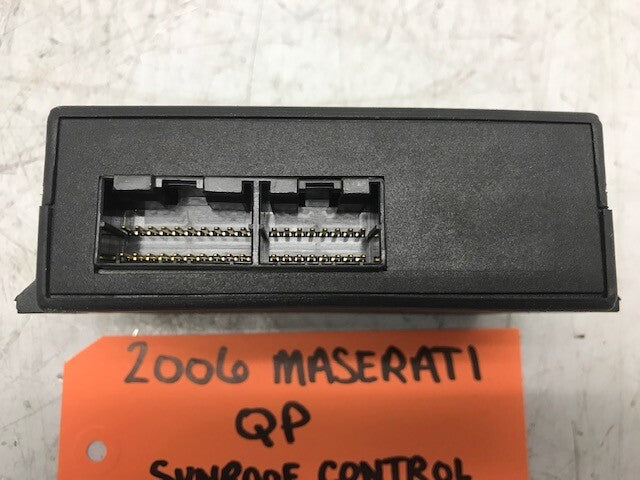 2006 MASERATI
QP
SUNROOF CONTROL